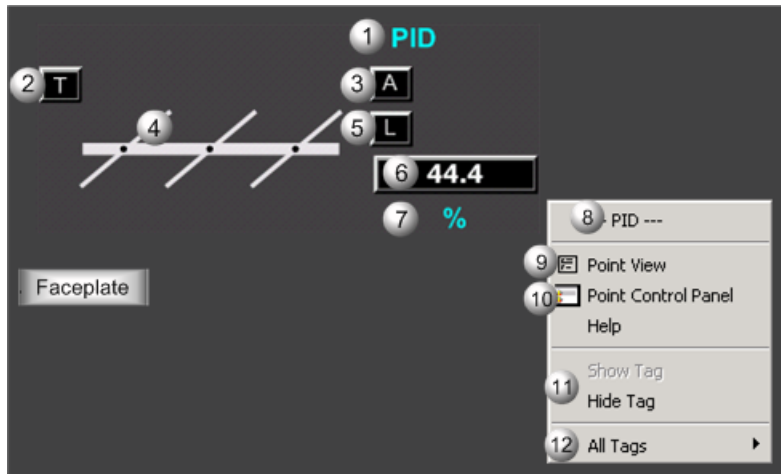 1 PID
2 T
3 A
4
5 L
6 44.4
7 %
8 - PID ---
9 Point View
Faceplate
10 Point Control Panel
Help
Show Tag
11
Hide Tag
12 All Tags